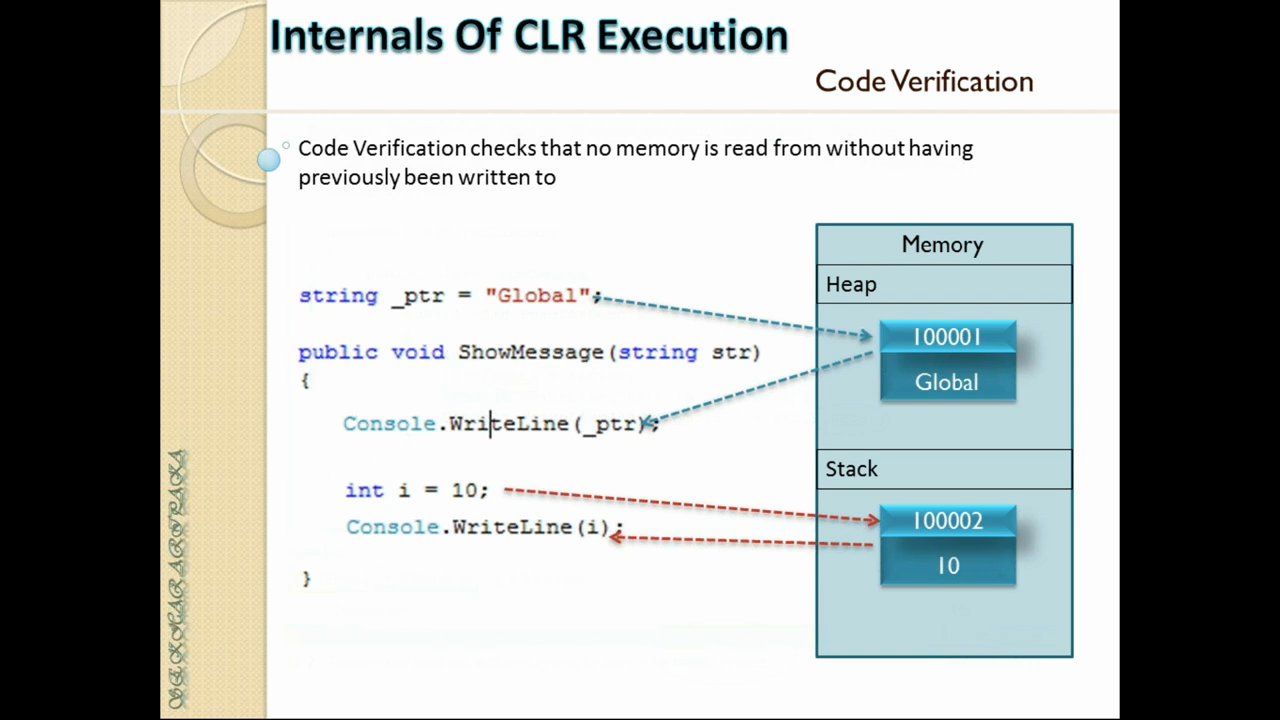 Internals Of CLR Execution
Code Verification
Code Verification checks that no memory is read from without having
previously been written to
string _ptr = "Global";
public void ShowMessage(string str)
{
Console.WriteLine(_ptr);
int i = 10;
Console.WriteLine(i);
}
Memory
Heap
100001
Global
Stack
100002
10